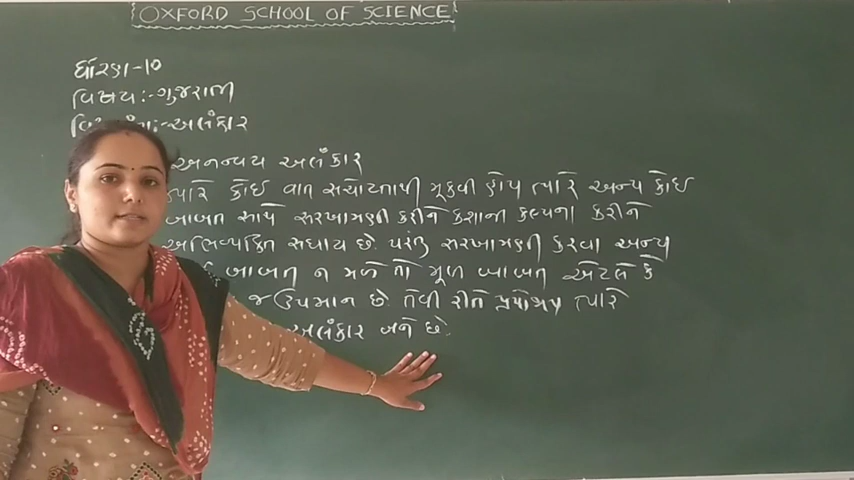 OXFORD SCHOOL OF SCIENCE
ધોરણ-૧૦
વિષય:-ગુજરાતી
અલંકાર
અનન્વય અલંકાર
કોઈ વાત સચોટતાથી મૂકવી હોય ત્યારે અન્ય કોઈ
બાબત સાથે સરખામણી કરીને કશાની કલ્પના કરીને
અભિવ્યક્તિ સધાય છે. પરંતુ સરખામણી કરવા અન્ય
બાબત ન મળે તો મૂળ બાબત એટલે કે
જ ઉપમાન છે તેવી રીતે પ્રયોજાય ત્યારે
અલંકાર બને છે.